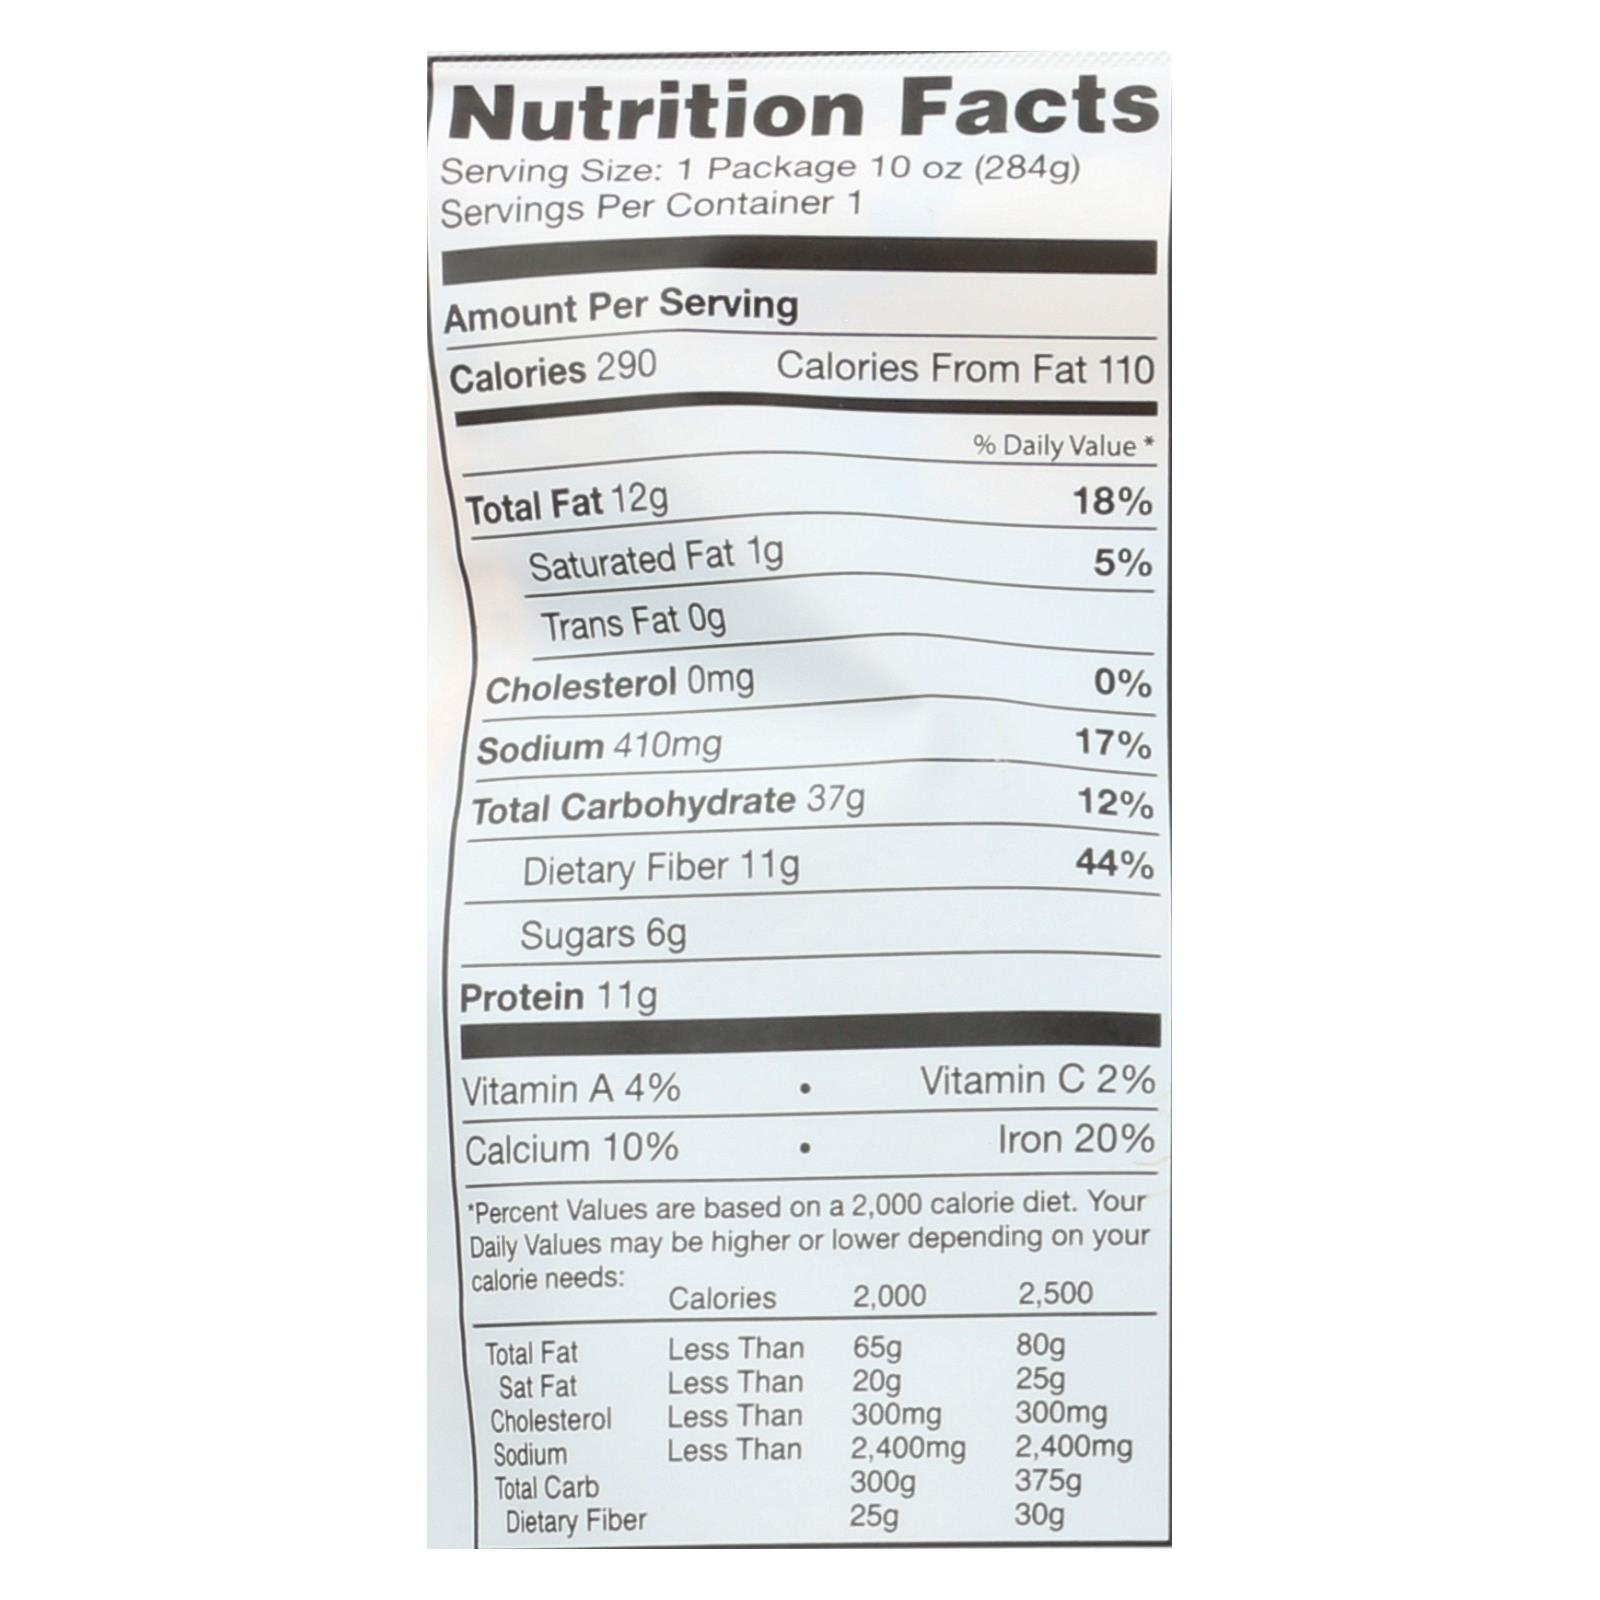 Nutrition Facts
Serving Size: 1 Package 10 oz (284g)
Servings Per Container 1
Amount Per Serving
Calories 290 Calories From Fat 110
% Daily Value *
Total Fat 12g 18%
Saturated Fat 1g 5%
Trans Fat 0g
Cholesterol 0mg 0%
Sodium 410mg 17%
Total Carbohydrate 37g 12%
Dietary Fiber 11g 44%
Sugars 6g
Protein 11g
Vitamin A 4% • Vitamin C 2%
Calcium 10% • Iron 20%
*Percent Values are based on a 2,000 calorie diet. Your
Daily Values may be higher or lower depending on your
calorie needs:
Calories 2,000 2,500
Total Fat Less Than 65g 80g
Sat Fat Less Than 20g 25g
Cholesterol Less Than 300mg 300mg
Sodium Less Than 2,400mg 2,400mg
Total Carb 300g 375g
Dietary Fiber 25g 30g